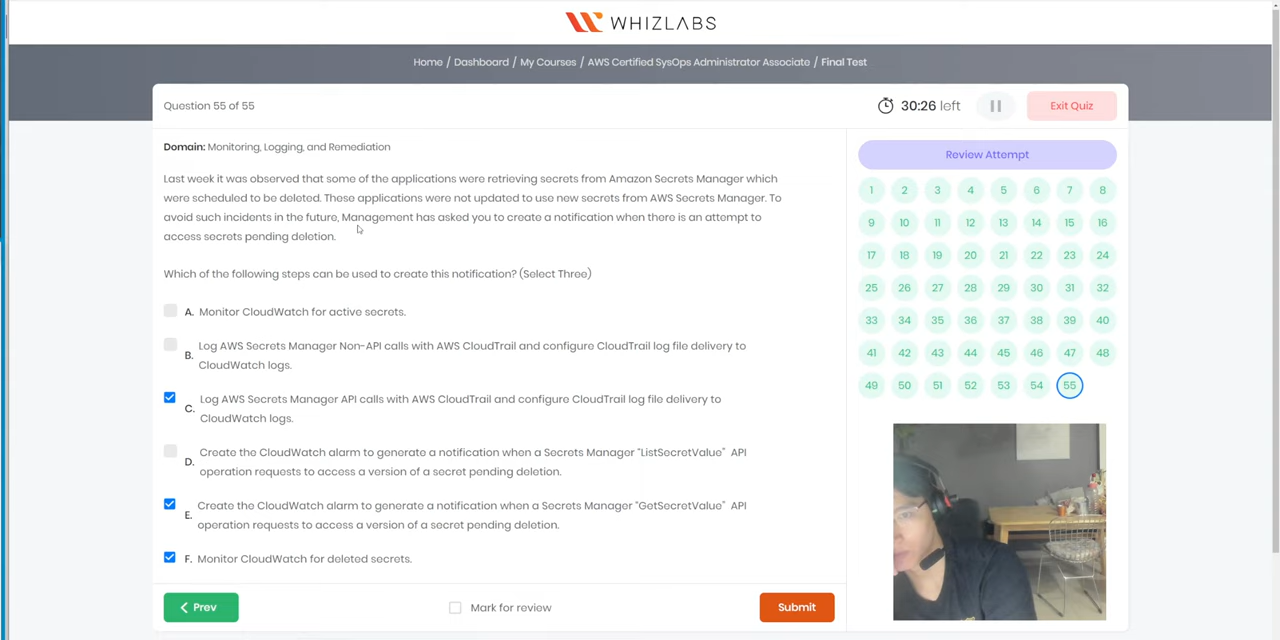 WHIZLABS
Home / Dashboard / My Courses / AWS Certified SysOps Administrator Associate / Final Test
Question 55 of 55
30:26 left
Exit Quiz
Domain: Monitoring, Logging, and Remediation
Last week it was observed that some of the applications were retrieving secrets from Amazon Secrets Manager which
were scheduled to be deleted. These applications were not updated to use new secrets from AWS Secrets Manager. To
avoid such incidents in the future, Management has asked you to create a notification when there is an attempt to
access secrets pending deletion.
Which of the following steps can be used to create this notification? (Select Three)
A. Monitor CloudWatch for active secrets.
B. Log AWS Secrets Manager Non-API calls with AWS CloudTrail and configure CloudTrail log file delivery to
CloudWatch logs.
C. Log AWS Secrets Manager API calls with AWS CloudTrail and configure CloudTrail log file delivery to
CloudWatch logs.
D. Create the CloudWatch alarm to generate a notification when a Secrets Manager "ListSecretValue" API
operation requests to access a version of a secret pending deletion.
E. Create the CloudWatch alarm to generate a notification when a Secrets Manager "GetSecretValue" API
operation requests to access a version of a secret pending deletion.
F. Monitor CloudWatch for deleted secrets.
Prev
Mark for review
Submit
Review Attempt
1 2 3 4 5 6 7 8
9 10 11 12 13 14 15 16
17 18 19 20 21 22 23 24
25 26 27 28 29 30 31 32
33 34 35 36 37 38 39 40
41 42 43 44 45 46 47 48
49 50 51 52 53 54 55